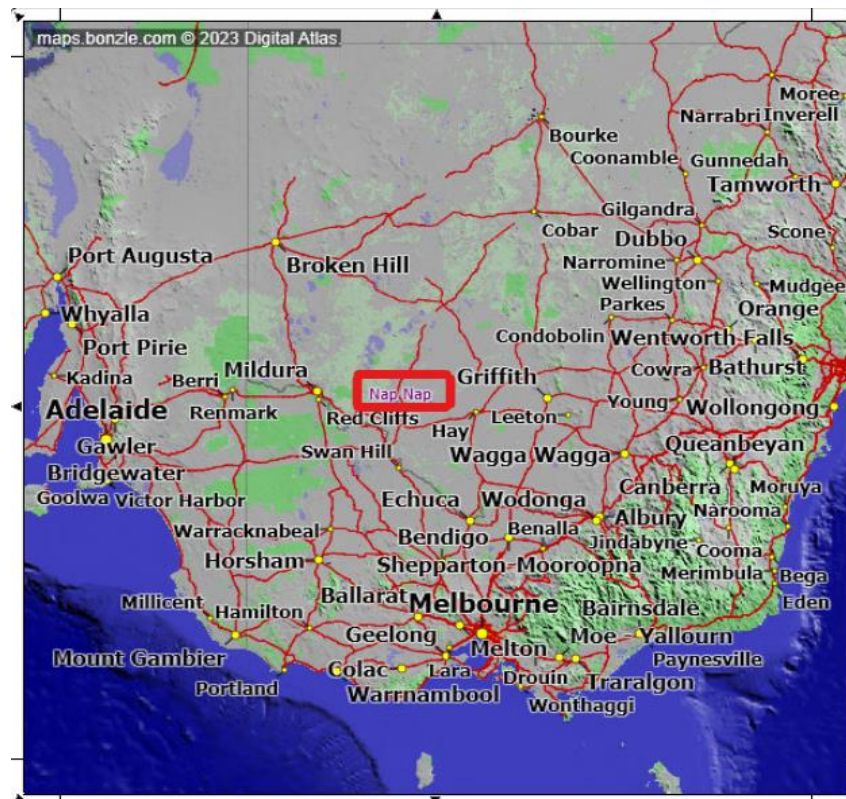 maps.bonzle.com © 2023 Digital Atlas
Moree
Narrabri Inverell
Bourke
Coonamble
Gunnedah
Tamworth
Gilgandra
Cobar
Scone
Dubbo
Port Augusta
Broken Hill
Narromine
Wellington
Mudgee
Parkes
Orange
Whyalla
Condobolin
Wentworth Falls
Port Pirie
Mildura
Griffith
Cowra
Bathurst
Kadina
Berri
Nap Nap
Adelaide
Renmark
Red Cliffs
Leeton
Young
Wollongong
Hay
Gawler
Swan Hill
Wagga Wagga
Queanbeyan
Bridgewater
Canberra
Moruya
Goolwa
Victor Harbor
Echuca
Wodonga
Narooma
Warracknabeal
Bendigo
Benalla
Albury
Jindabyne
Cooma
Horsham
Shepparton-Mooroopna
Merimbula
Bega
Millicent
Hamilton
Ballarat
Melbourne
Bairnsdale
Eden
Geelong
Melton
Moe - Yallourn
Mount Gambier
Colac
Lara
Drouin
Traralgon
Paynesville
Portland
Warrnambool
Wonthaggi